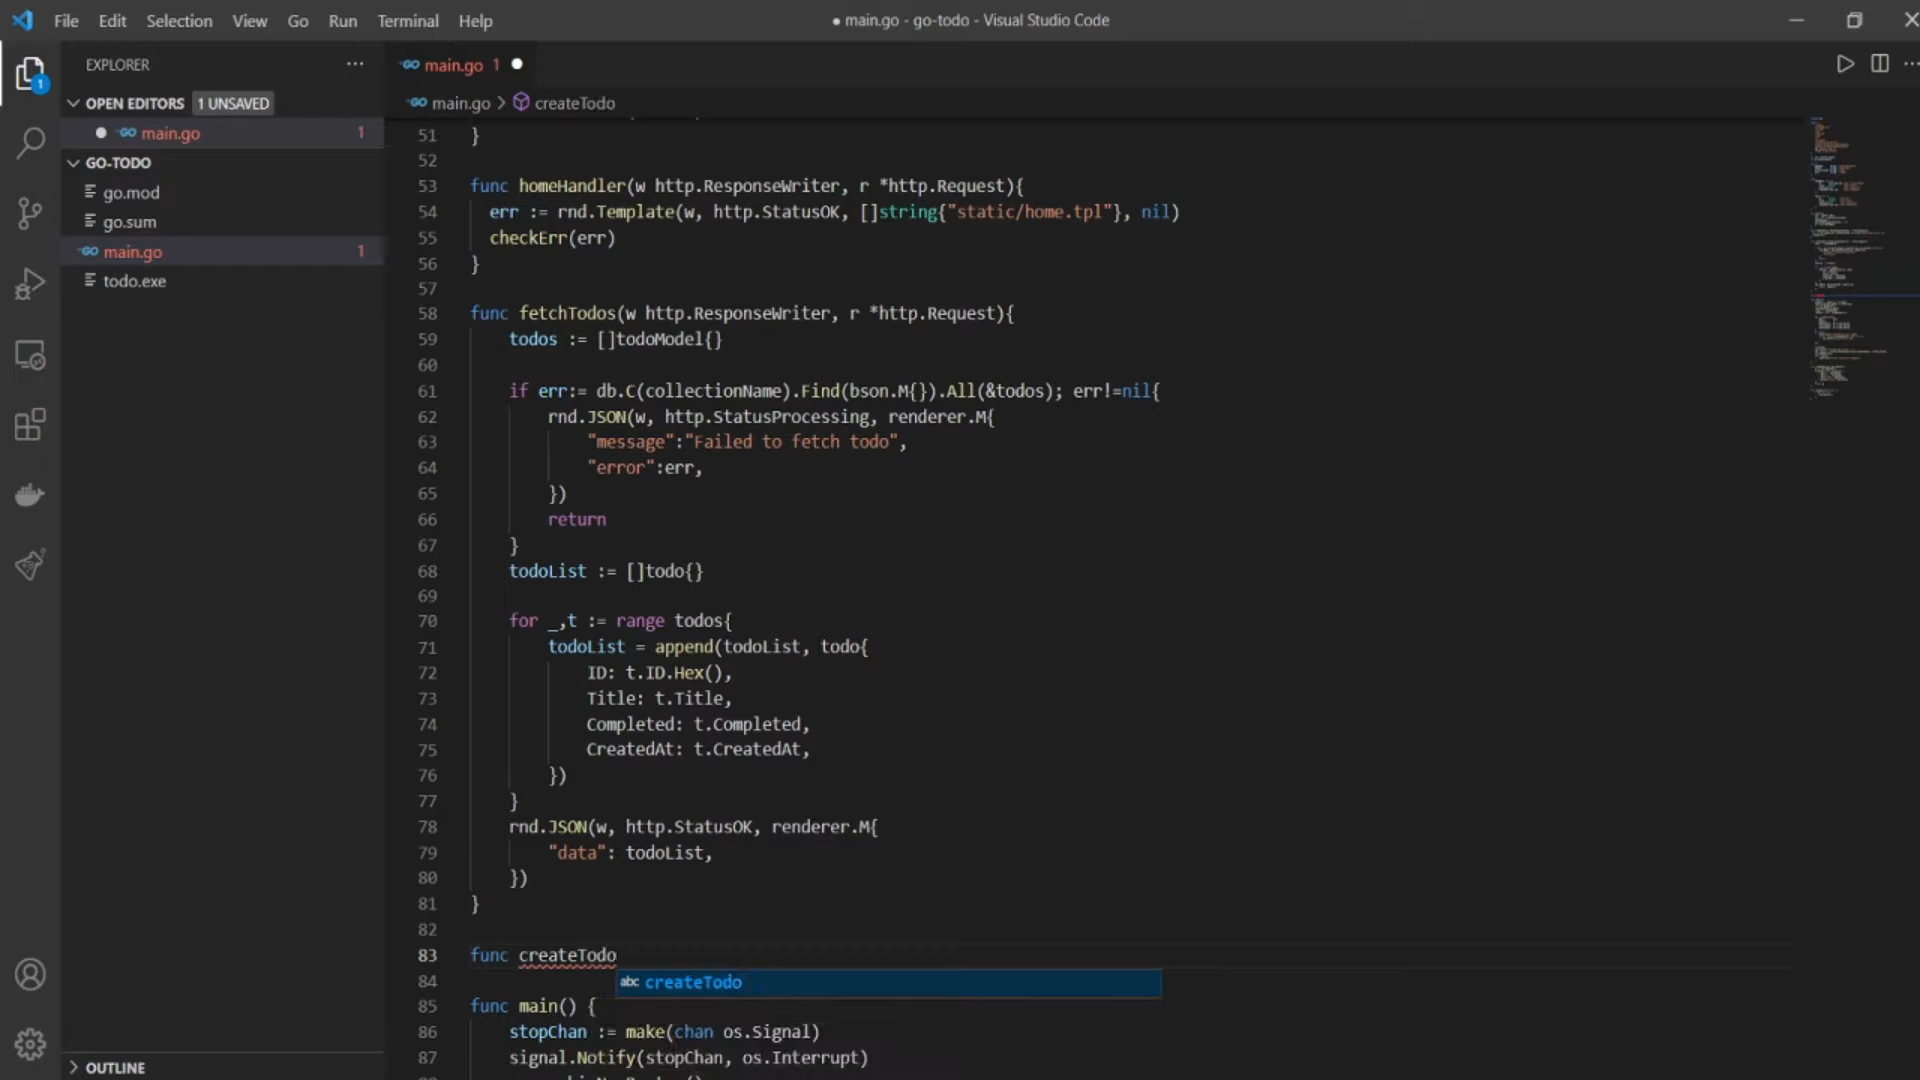 File Edit Selection View Go Run Terminal Help
● main.go - go-todo - Visual Studio Code
EXPLORER
1
OPEN EDITORS 1 UNSAVED
main.go 1
GO-TODO
go.mod
go.sum
main.go 1
todo.exe
OUTLINE
main.go 1
main.go > createTodo
51 }
52
53 func homeHandler(w http.ResponseWriter, r *http.Request){
54 err := rnd.Template(w, http.StatusOK, []string{"static/home.tpl"}, nil)
55 checkErr(err)
56 }
57
58 func fetchTodos(w http.ResponseWriter, r *http.Request){
59 todos := []todoModel{}
60
61 if err:= db.C(collectionName).Find(bson.M{}).All(&todos); err!=nil{
62 rnd.JSON(w, http.StatusProcessing, renderer.M{
63 "message":"Failed to fetch todo",
64 "error":err,
65 })
66 return
67 }
68 todoList := []todo{}
69
70 for _,t := range todos{
71 todoList = append(todoList, todo{
72 ID: t.ID.Hex(),
73 Title: t.Title,
74 Completed: t.Completed,
75 CreatedAt: t.CreatedAt,
76 })
77 }
78 rnd.JSON(w, http.StatusOK, renderer.M{
79 "data": todoList,
80 })
81 }
82
83 func createTodo
84
abc createTodo
85 func main() {
86 stopChan := make(chan os.Signal)
87 signal.Notify(stopChan, os.Interrupt)